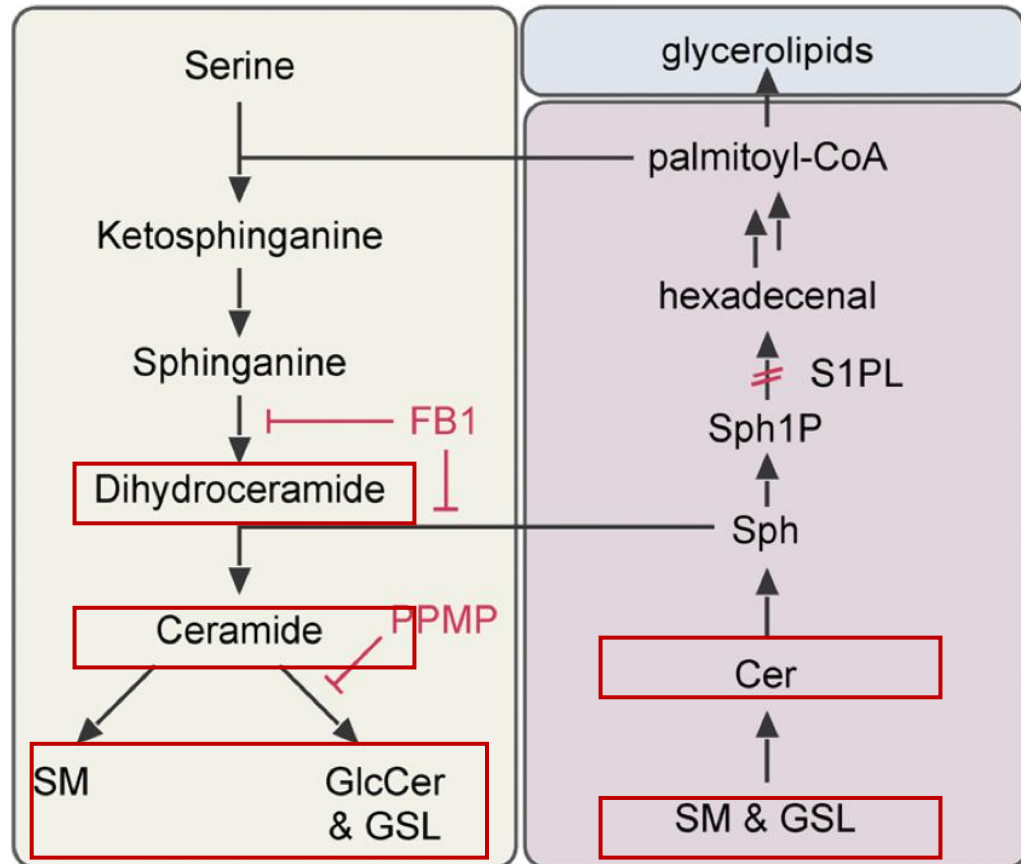 Serine
Ketosphinganine
Sphinganine
FB1
Dihydroceramide
Ceramide
PPMP
SM
GlcCer
& GSL
glycerolipids
palmitoyl-CoA
hexadecenal
S1PL
Sph1P
Sph
Cer
SM & GSL